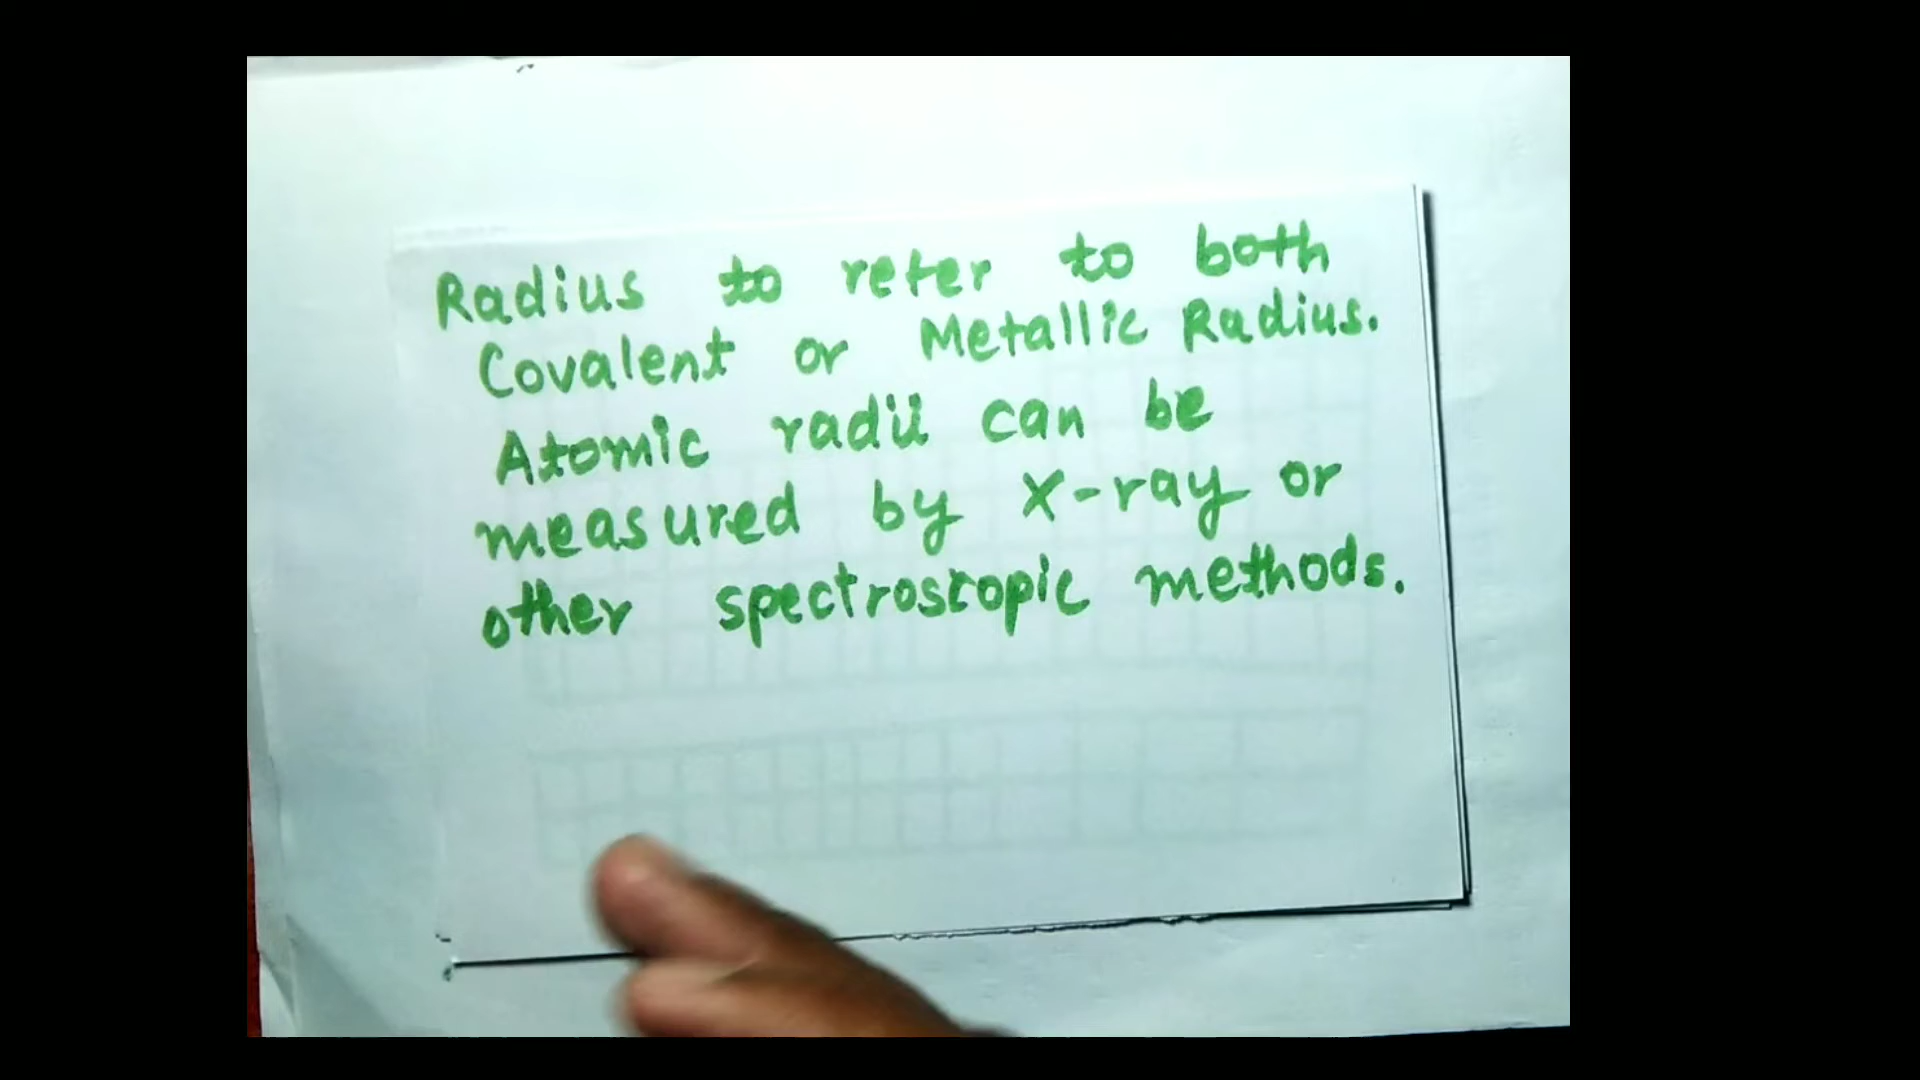 Radius to refer to both
Covalent or Metallic Radius.
Atomic radii can be
measured by X-ray or
other spectroscopic methods.